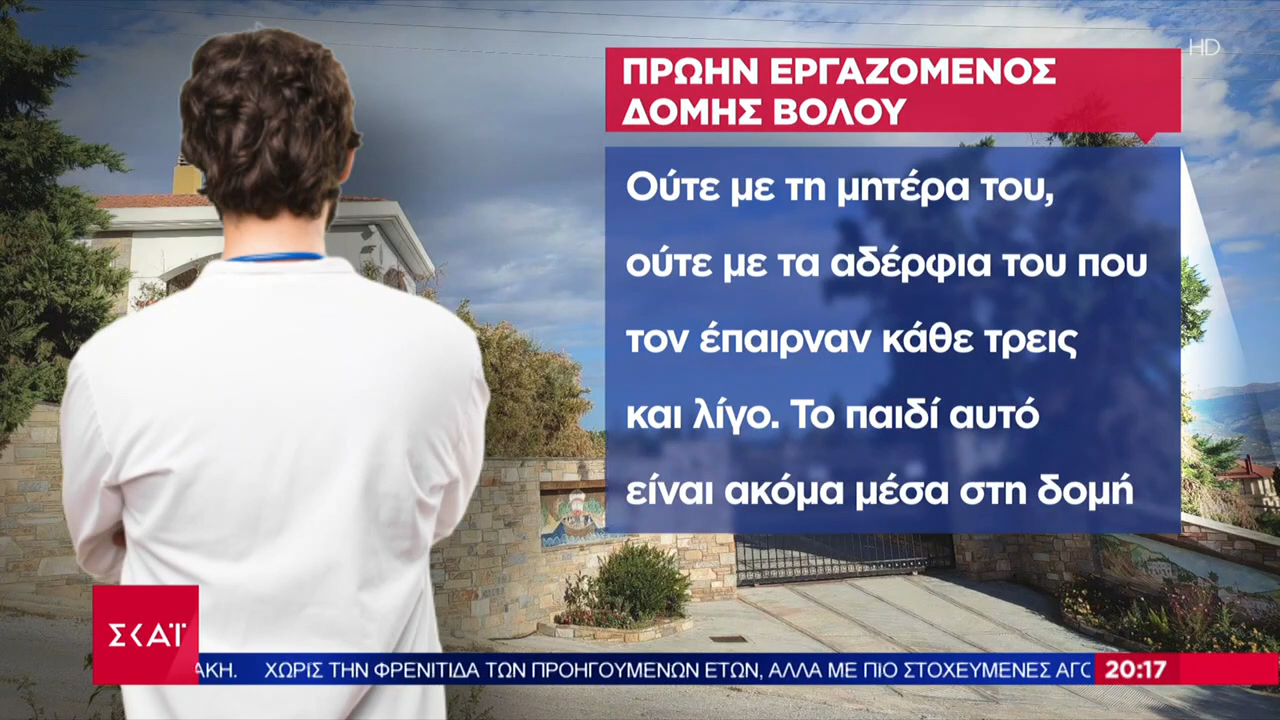 HD
ΠΡΩΗΝ ΕΡΓΑΖΟΜΕΝΟΣ
ΔΟΜΗΣ ΒΟΛΟΥ
Ούτε με τη μητέρα του,
ούτε με τα αδέρφια του που
τον έπαιρναν κάθε τρεις
και λίγο. Το παιδί αυτό
είναι ακόμα μέσα στη δομή
ΣΚΑΪ
ΧΩΡΙΣ ΤΗΝ ΦΡΕΝΙΤΙΔΑ ΤΩΝ ΠΡΟΗΓΟΥΜΕΝΩΝ ΕΤΩΝ, ΑΛΛΑ ΜΕ ΠΙΟ ΣΤΟΧΕΥΜΕΝΕΣ 20:17